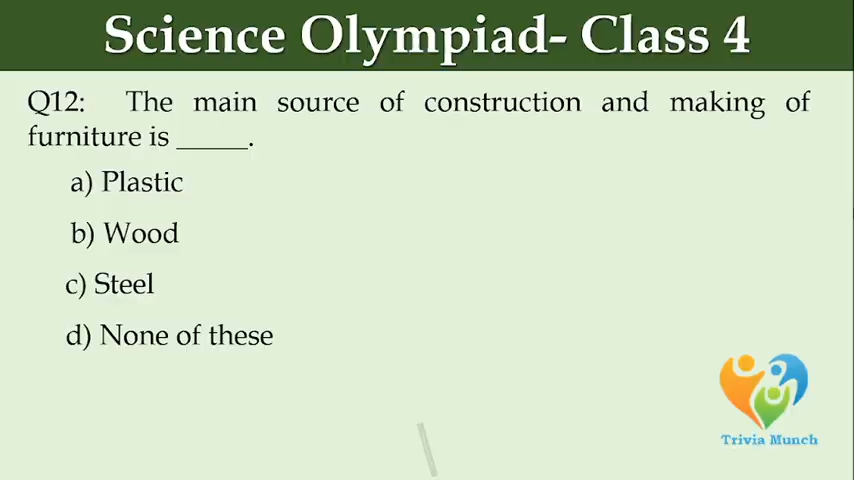 Science Olympiad- Class 4
Q12: The main source of construction and making of
furniture is _____.
a) Plastic
b) Wood
c) Steel
d) None of these
Trivia Munch